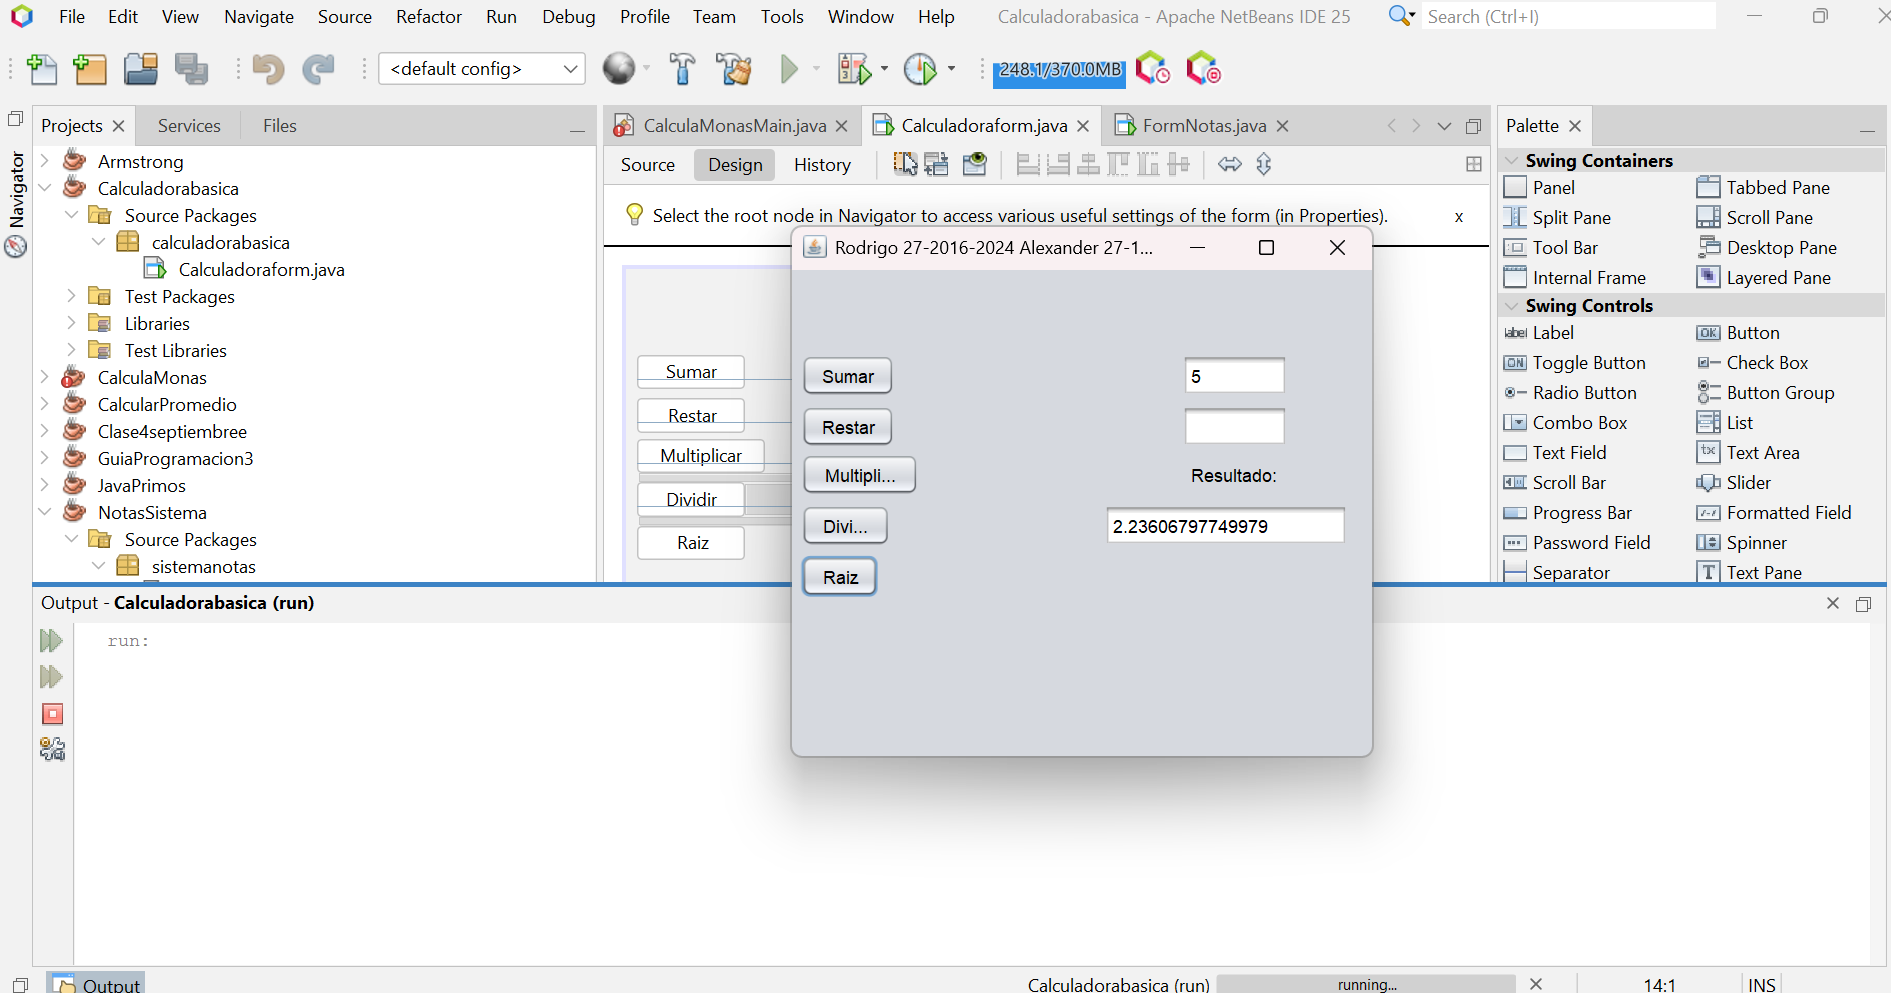 File Edit View Navigate Source Refactor Run Debug Profile Team Tools Window Help Calculadorabasica - Apache NetBeans IDE 25 Search (Ctrl+I)
<default config> 248.1/370.0MB
Projects Services Files
Navigator
Armstrong
Calculadorabasica
Source Packages
calculadorabasica
Calculadoraform.java
Test Packages
Libraries
Test Libraries
CalculaMonas
CalcularPromedio
Clase4septiembree
GuiaProgramacion3
JavaPrimos
NotasSistema
Source Packages
sistemanotas
CalculaMonasMain.java Calculadoraform.java FormNotas.java
Source Design History
Select the root node in Navigator to access various useful settings of the form (in Properties). x
Sumar
Restar
Multiplicar
Dividir
Raiz
Rodrigo 27-2016-2024 Alexander 27-1...
Sumar 5
Restar
Multipli... Resultado:
Divi... 2.23606797749979
Raiz
Palette
Swing Containers
Panel Tabbed Pane
Split Pane Scroll Pane
Tool Bar Desktop Pane
Internal Frame Layered Pane
Swing Controls
label Label OK Button
ON Toggle Button Check Box
Radio Button Button Group
Combo Box List
Text Field Text Area
Scroll Bar Slider
Progress Bar Formatted Field
Password Field Spinner
Separator T Text Pane
Output - Calculadorabasica (run)
run:
Output Calculadorabasica (run) running... 14:1 INS